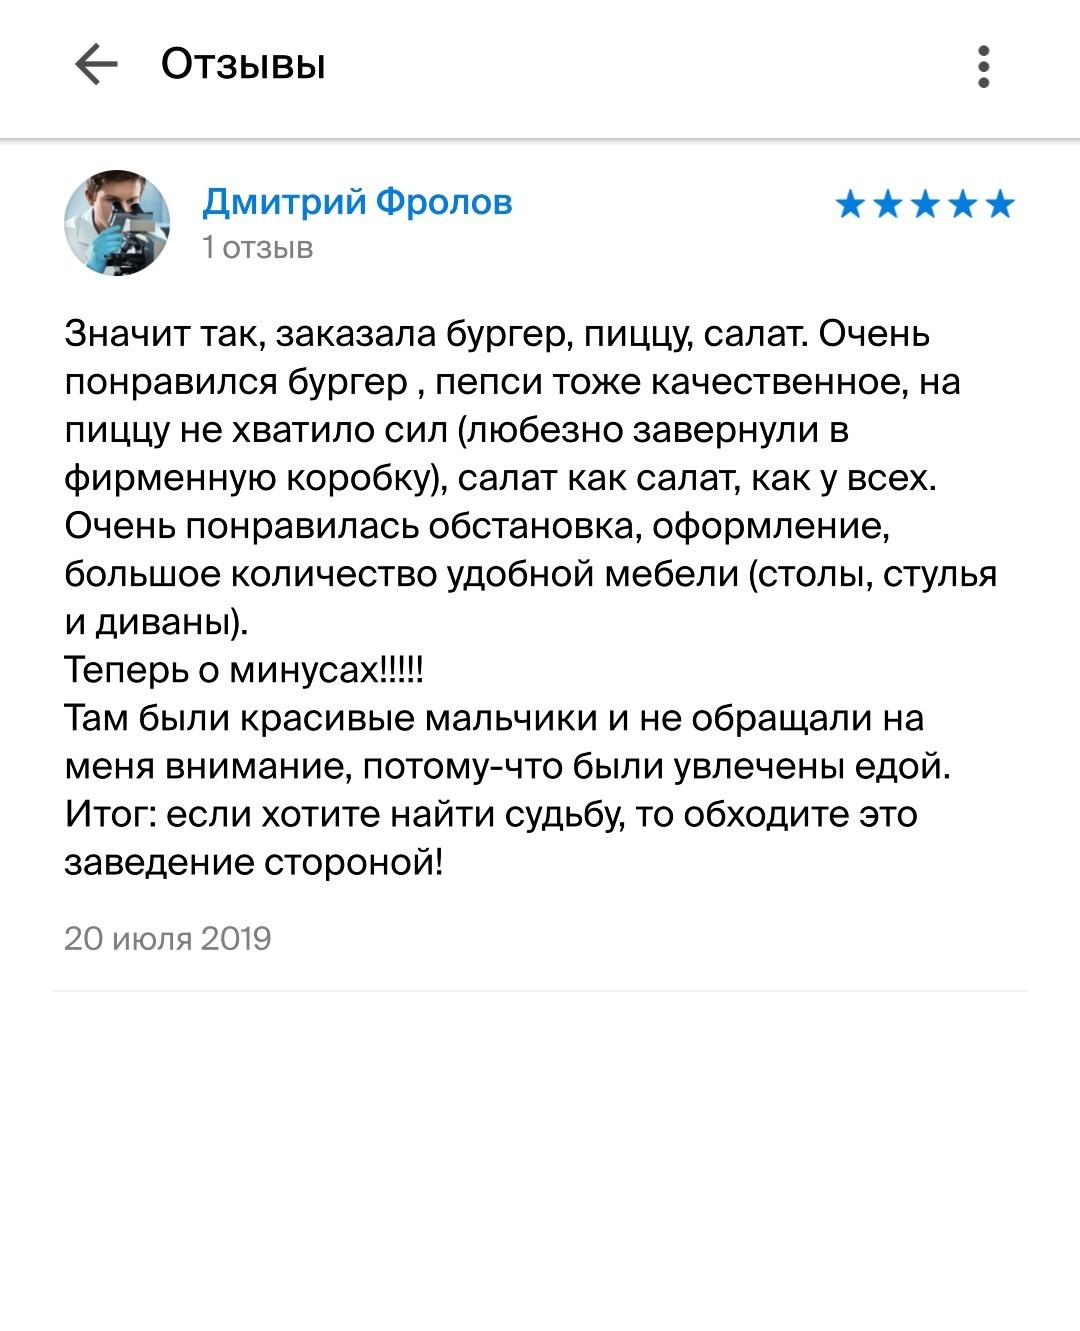 Отзывы
Дмитрий Фролов
1 отзыв
Значит так, заказала бургер, пиццу, салат. Очень
понравился бургер , пепси тоже качественное, на
пиццу не хватило сил (любезно завернули в
фирменную коробку), салат как салат, как у всех.
Очень понравилась обстановка, оформление,
большое количество удобной мебели (столы, стулья
и диваны).
Теперь о минусах!!!!!
Там были красивые мальчики и не обращали на
меня внимание, потому-что были увлечены едой.
Итог: если хотите найти судьбу, то обходите это
заведение стороной!
20 июля 2019